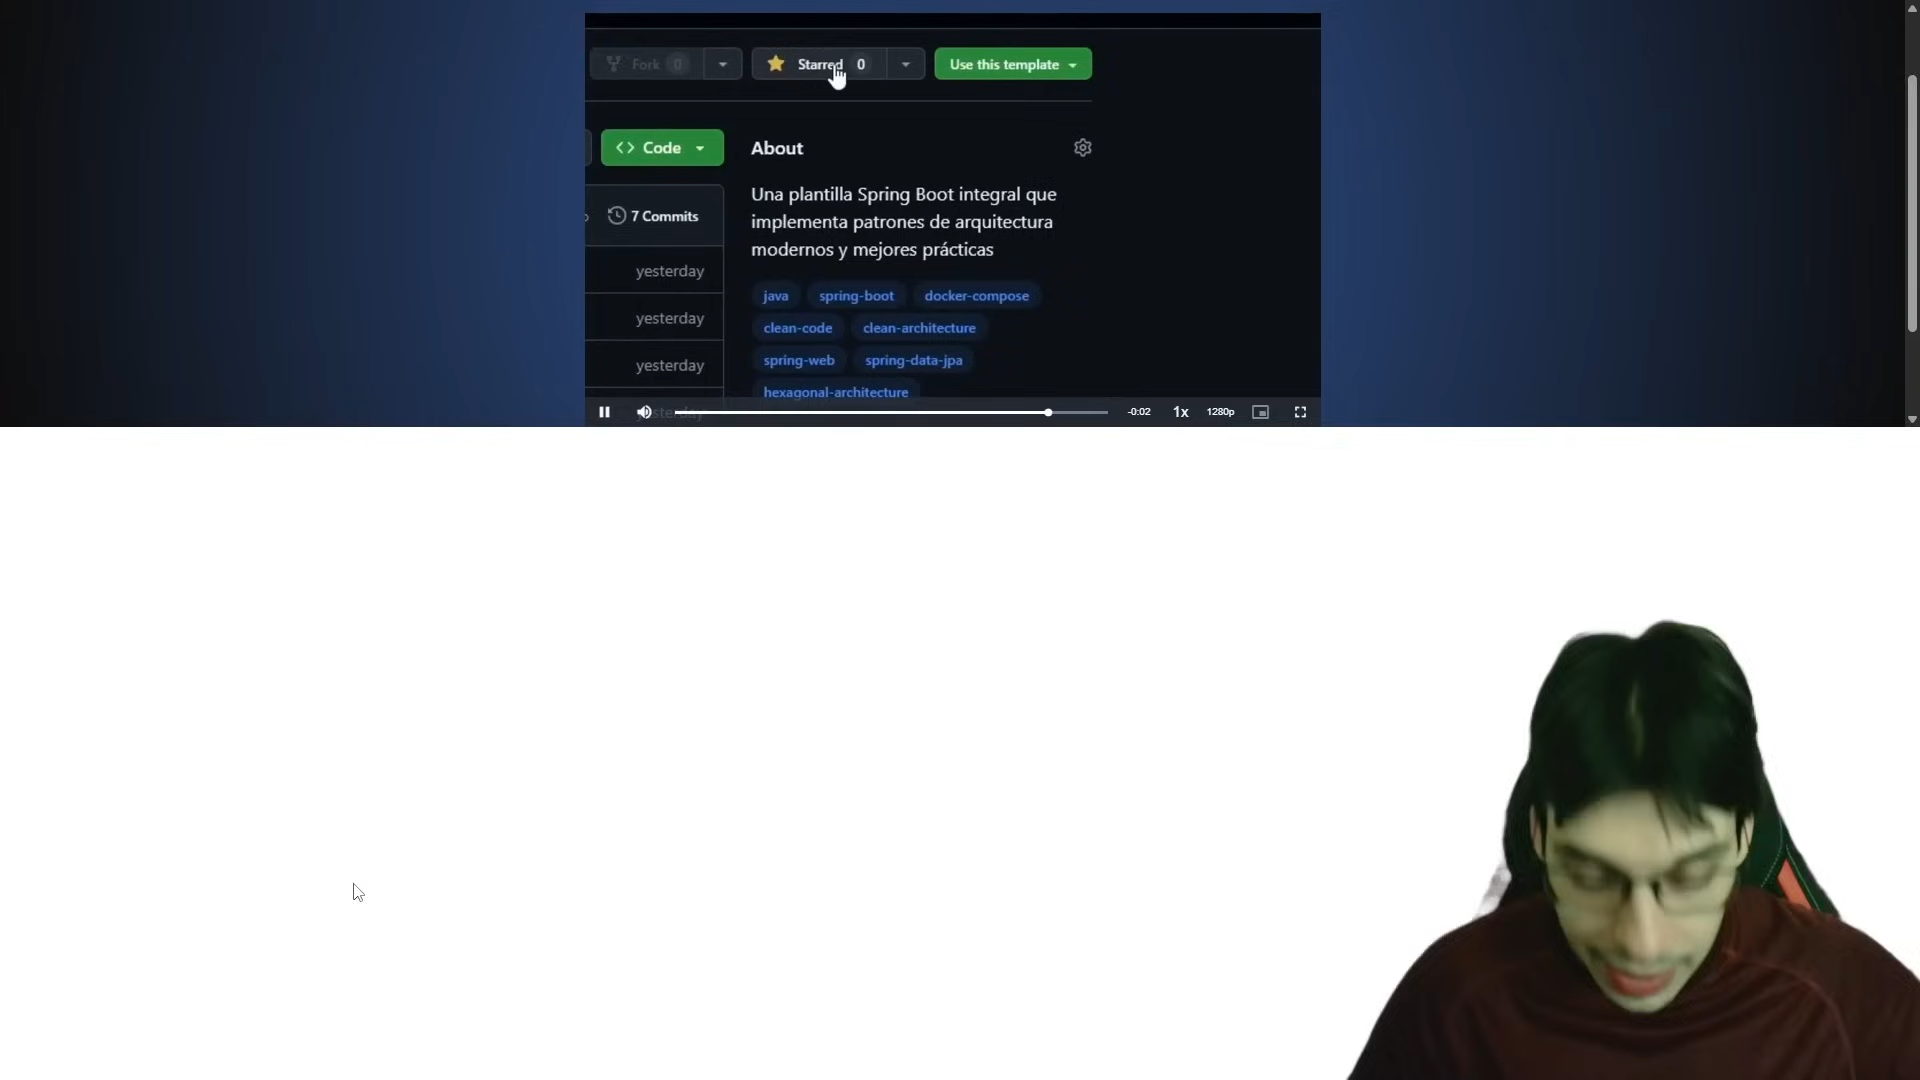 Fork 0
Starred 0
Use this template
<> Code
About
Una plantilla Spring Boot integral que
implementa patrones de arquitectura
modernos y mejores prácticas
7 Commits
yesterday
java spring-boot docker-compose
yesterday
clean-code clean-architecture
yesterday
spring-web spring-data-jpa
hexagonal-architecture
yesterday
-0:02 1x 1280p